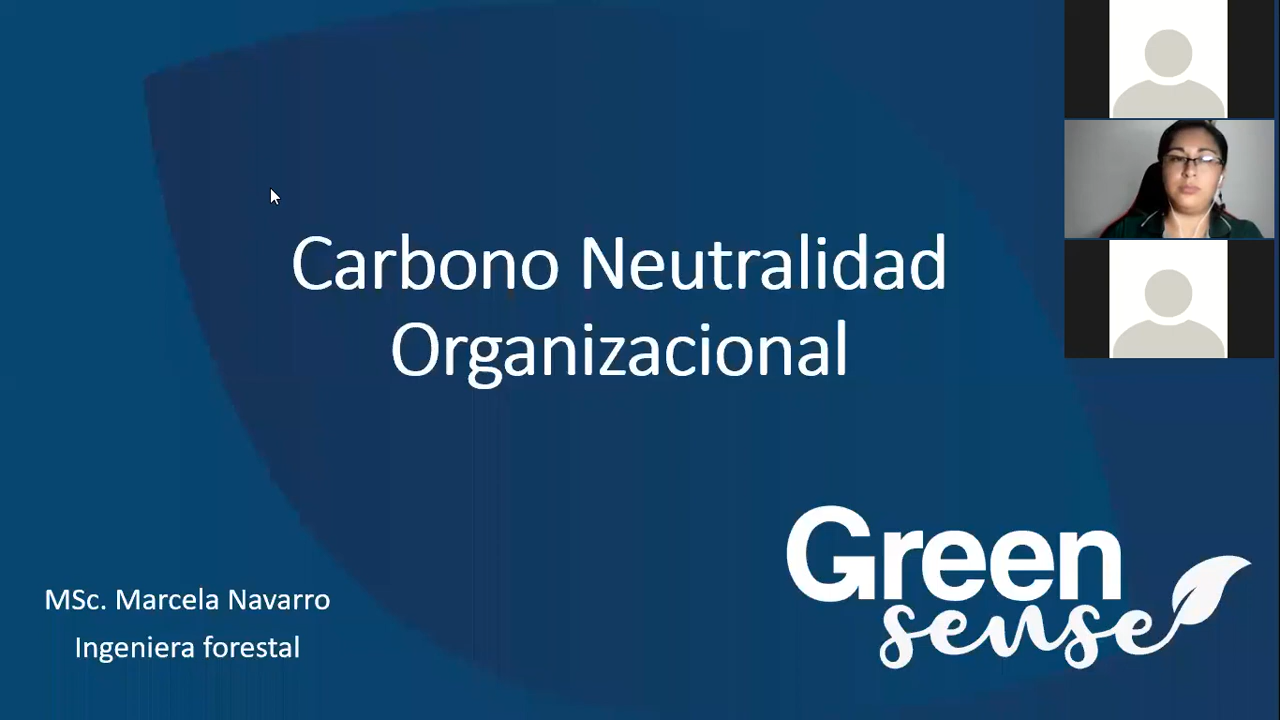 Carbono Neutralidad
Organizacional
MSc. Marcela Navarro
Ingeniera forestal
Green
sense